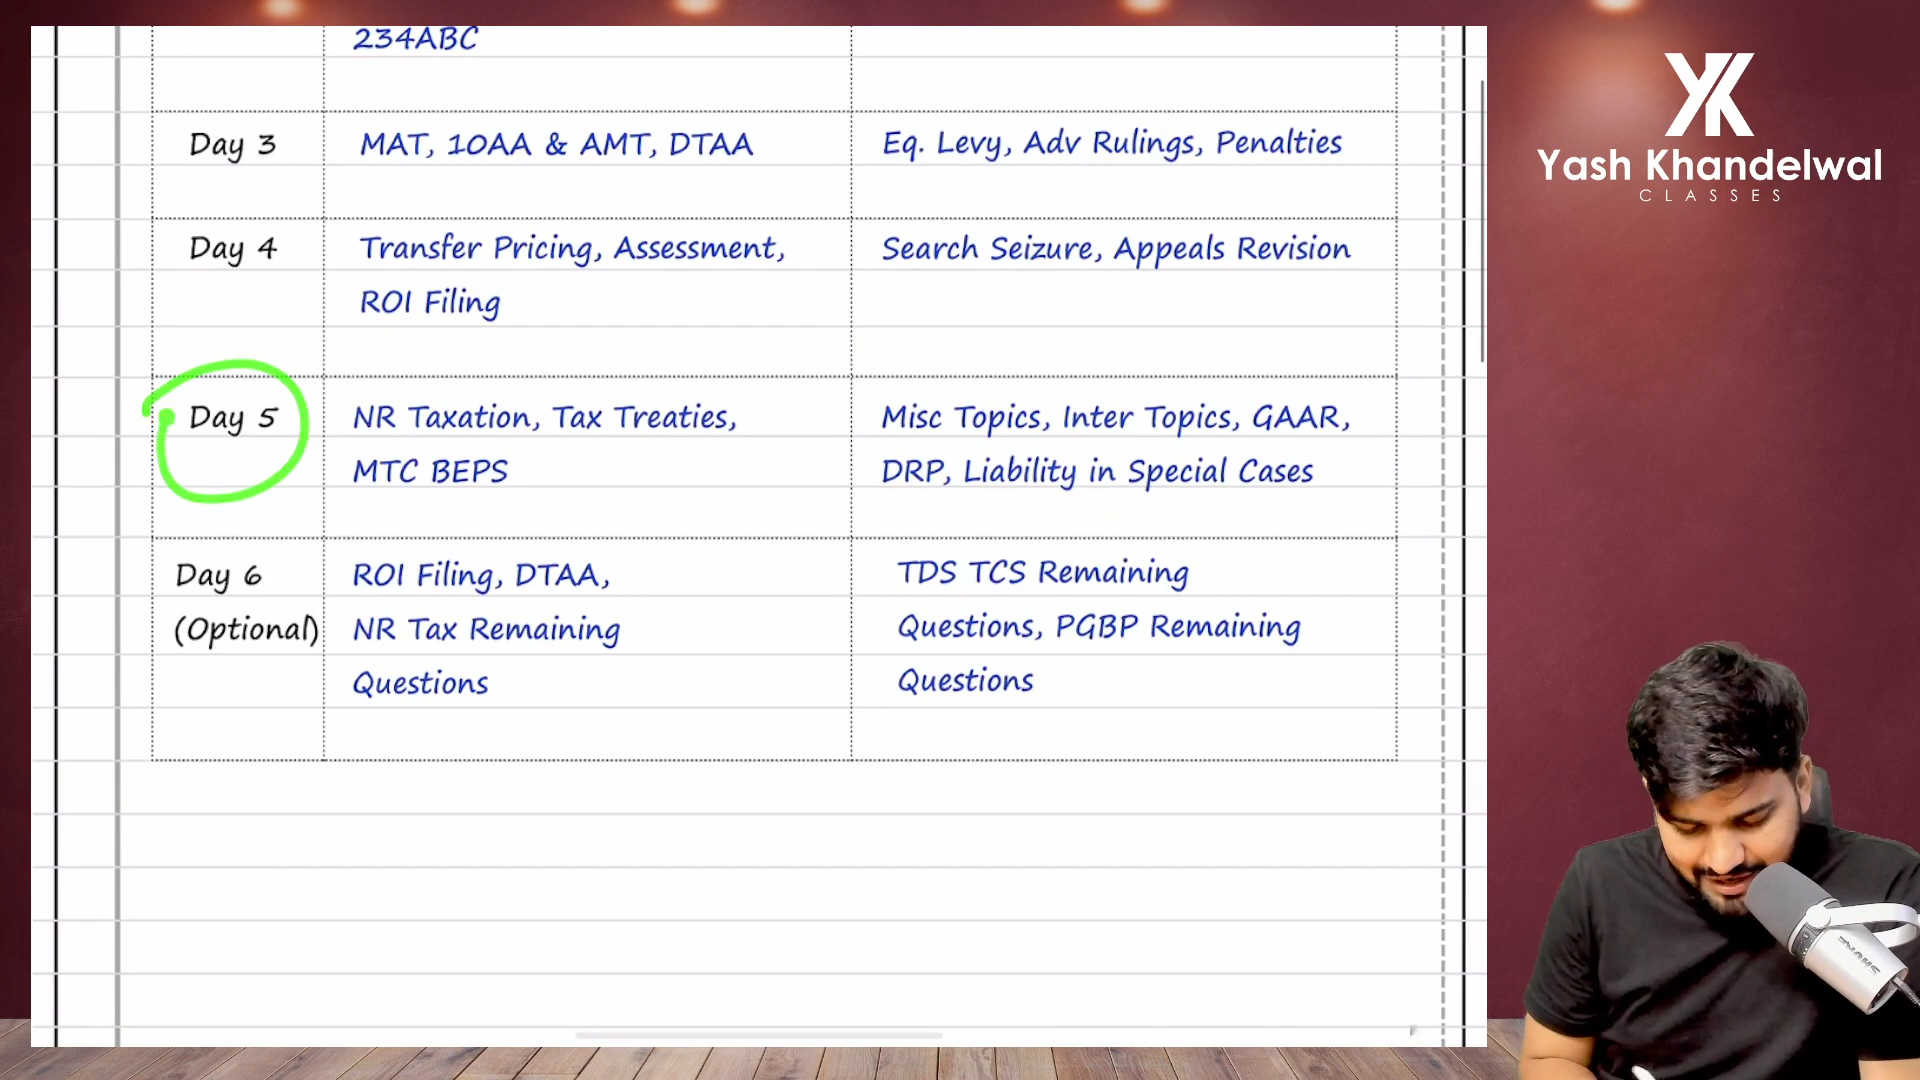 234ABC
Day 3
MAT, 10AA & AMT, DTAA
Eq. Levy, Adv Rulings, Penalties
Day 4
Transfer Pricing, Assessment,
ROI Filing
Search Seizure, Appeals Revision
Day 5
NR Taxation, Tax Treaties,
MTC BEPS
Misc Topics, Inter Topics, GAAR,
DRP, Liability in Special Cases
Day 6
(Optional)
ROI Filing, DTAA,
NR Tax Remaining
Questions
TDS TCS Remaining
Questions, PGBP Remaining
Questions
YK
Yash Khandelwal
CLASSES
SHURE